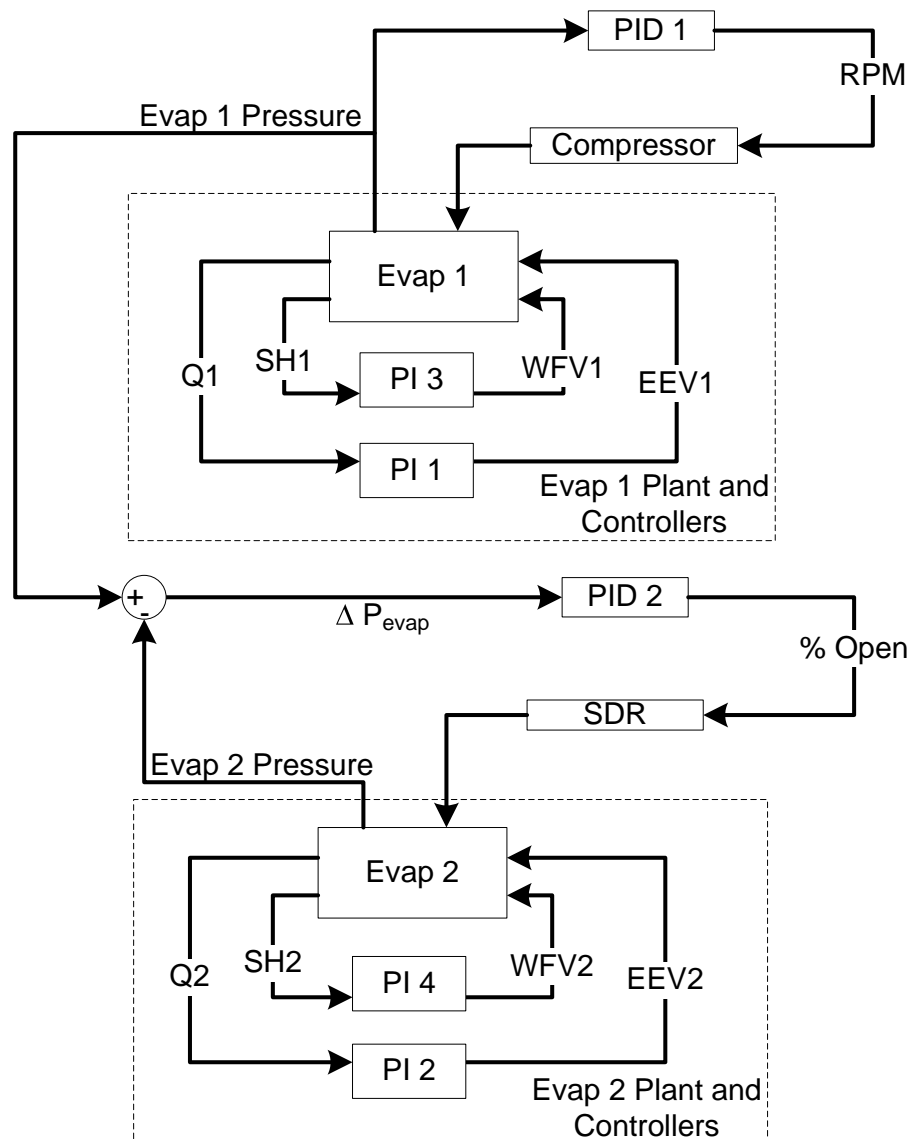 PID 1
RPM
Evap 1 Pressure
Compressor
Evap 1
SH1
WFV1
Q1
PI 3
EEV1
PI 1
Evap 1 Plant and
Controllers
+
-
PID 2
Δ Pevap
% Open
SDR
Evap 2 Pressure
Evap 2
SH2
WFV2
Q2
PI 4
EEV2
PI 2
Evap 2 Plant and
Controllers